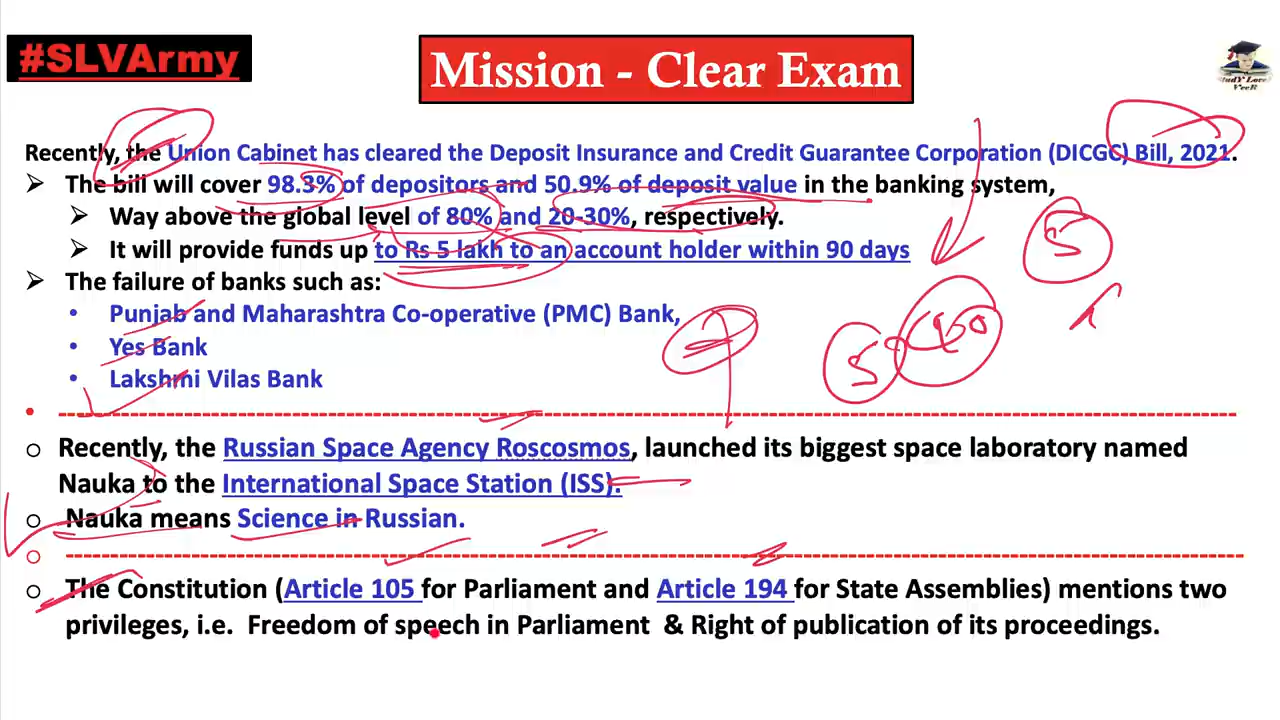 #SLVArmy
Mission - Clear Exam
StudY Love VeeR
Recently, the Union Cabinet has cleared the Deposit Insurance and Credit Guarantee Corporation (DICGC) Bill, 2021.
The bill will cover 98.3% of depositors and 50.9% of deposit value in the banking system,
Way above the global level of 80% and 20-30%, respectively.
It will provide funds up to Rs 5 lakh to an account holder within 90 days
The failure of banks such as:
Punjab and Maharashtra Co-operative (PMC) Bank,
Yes Bank
Lakshmi Vilas Bank
5
5
90
Recently, the Russian Space Agency Roscosmos, launched its biggest space laboratory named
Nauka to the International Space Station (ISS).
Nauka means Science in Russian.
The Constitution (Article 105 for Parliament and Article 194 for State Assemblies) mentions two
privileges, i.e. Freedom of speech in Parliament & Right of publication of its proceedings.